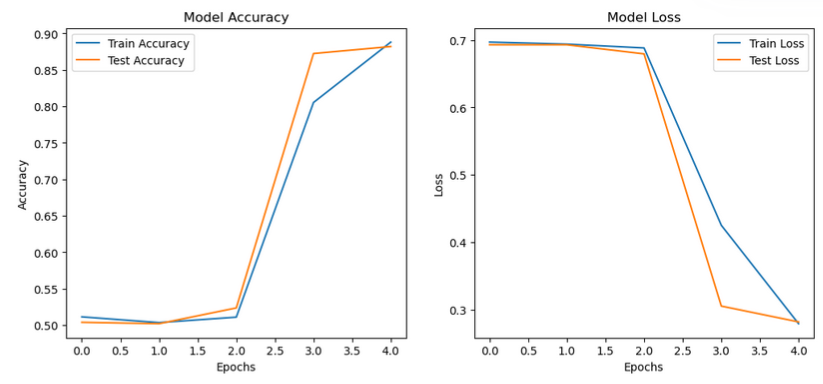 Model Accuracy
Train Accuracy
Test Accuracy
0.90
0.85
0.80
0.75
0.70
0.65
0.60
0.55
0.50
Accuracy
0.0 0.5 1.0 1.5 2.0 2.5 3.0 3.5 4.0
Epochs
Model Loss
Train Loss
Test Loss
0.7
0.6
0.5
0.4
0.3
Loss
0.0 0.5 1.0 1.5 2.0 2.5 3.0 3.5 4.0
Epochs